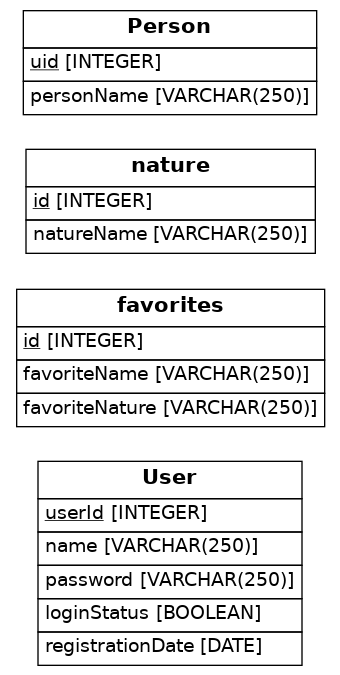 Person
uid [INTEGER]
personName [VARCHAR(250)]
nature
id [INTEGER]
natureName [VARCHAR(250)]
favorites
id [INTEGER]
favoriteName [VARCHAR(250)]
favoriteNature [VARCHAR(250)]
User
userId [INTEGER]
name [VARCHAR(250)]
password [VARCHAR(250)]
loginStatus [BOOLEAN]
registrationDate [DATE]